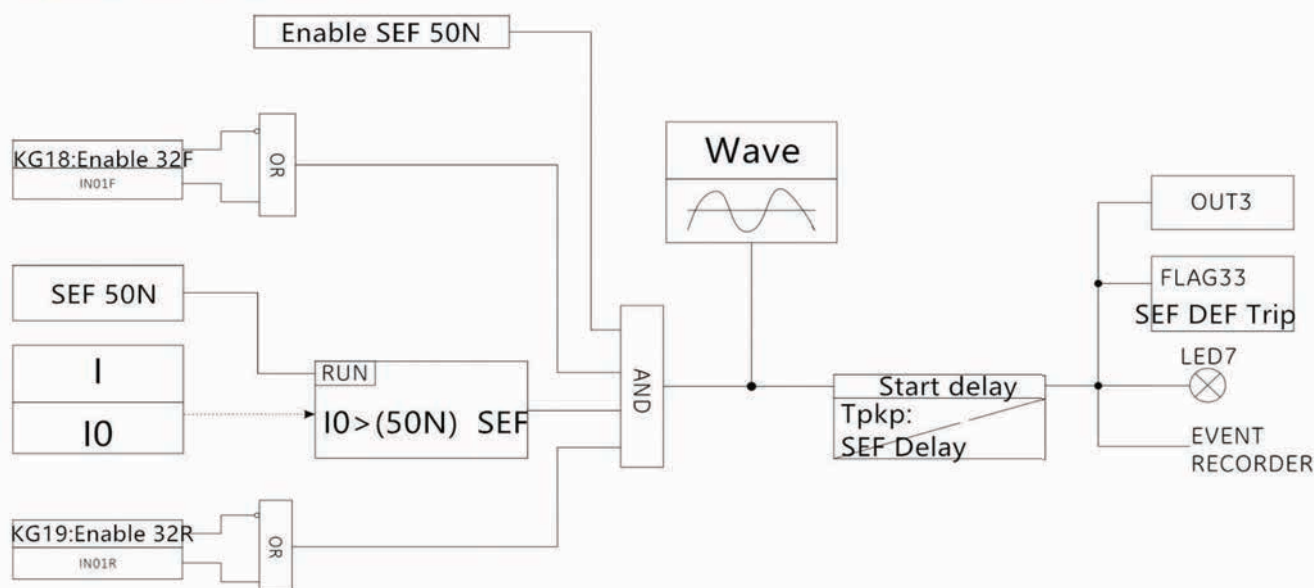 Enable SEF 50N
KG18:Enable 32F
IN01F
OR
Wave
OUT3
SEF 50N
FLAG33
SEF DEF Trip
I
I0
RUN
I0>(50N) SEF
AND
Start delay
Tpkp:
SEF Delay
LED7
EVENT
RECORDER
KG19:Enable 32R
IN01R
OR